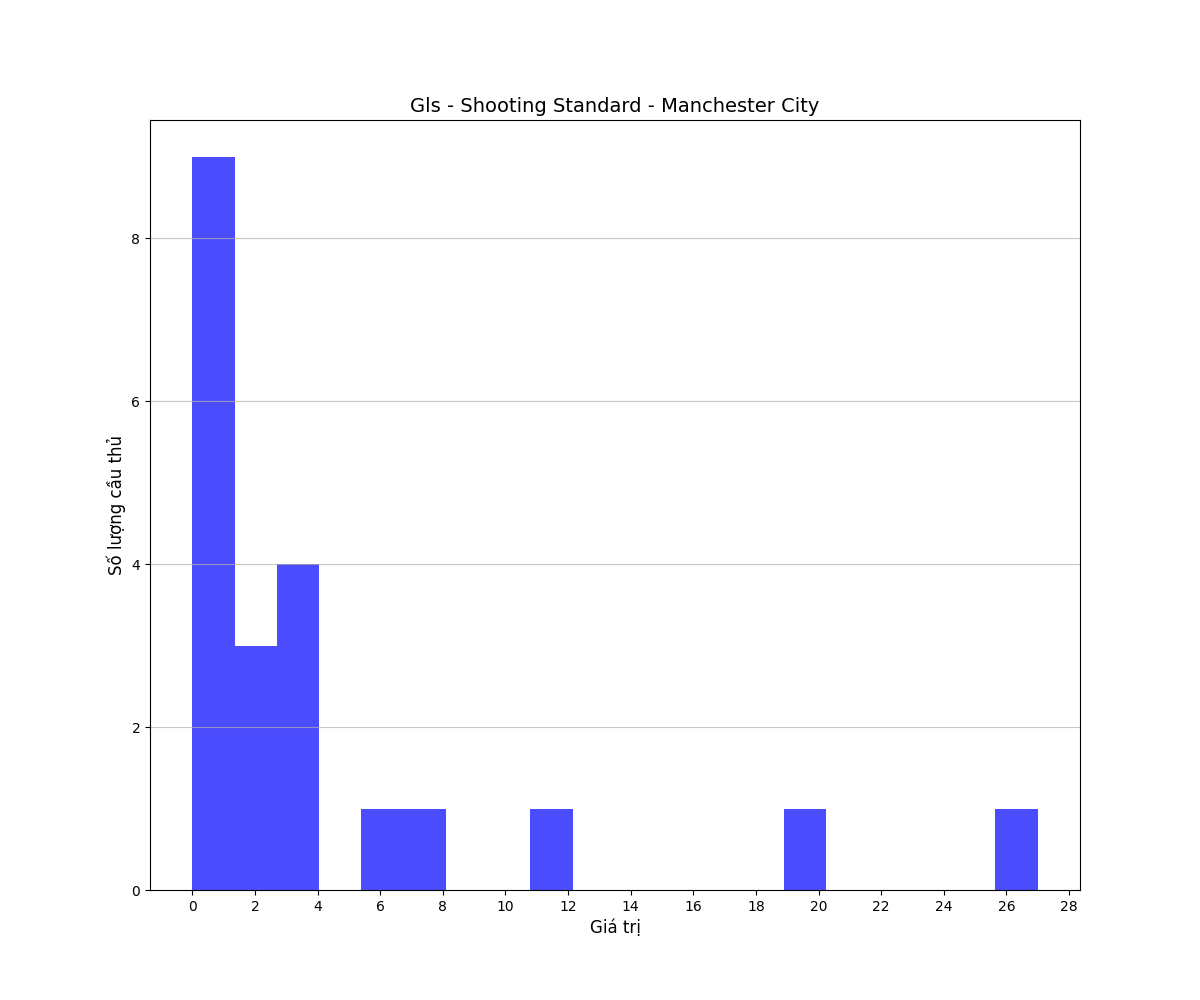 Gls - Shooting Standard - Manchester City
8
6
4
2
0
Số lượng cầu thủ
0 2 4 6 8 10 12 14 16 18 20 22 24 26 28
Giá trị